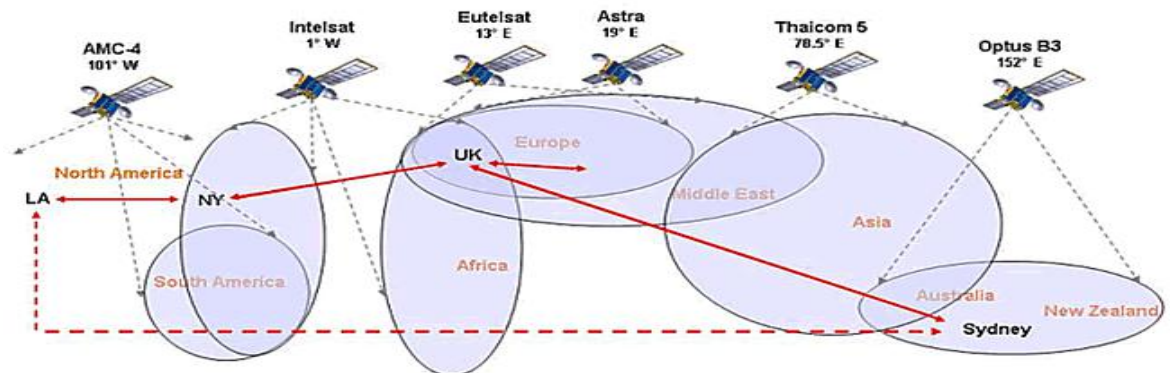 AMC-4
101° W
Intelsat
1° W
Eutelsat
13° E
Astra
19° E
Thaicom 5
78.5° E
Optus B3
152° E
North America
LA
NY
UK
Europe
Middle East
Asia
South America
Africa
Australia
New Zealand
Sydney